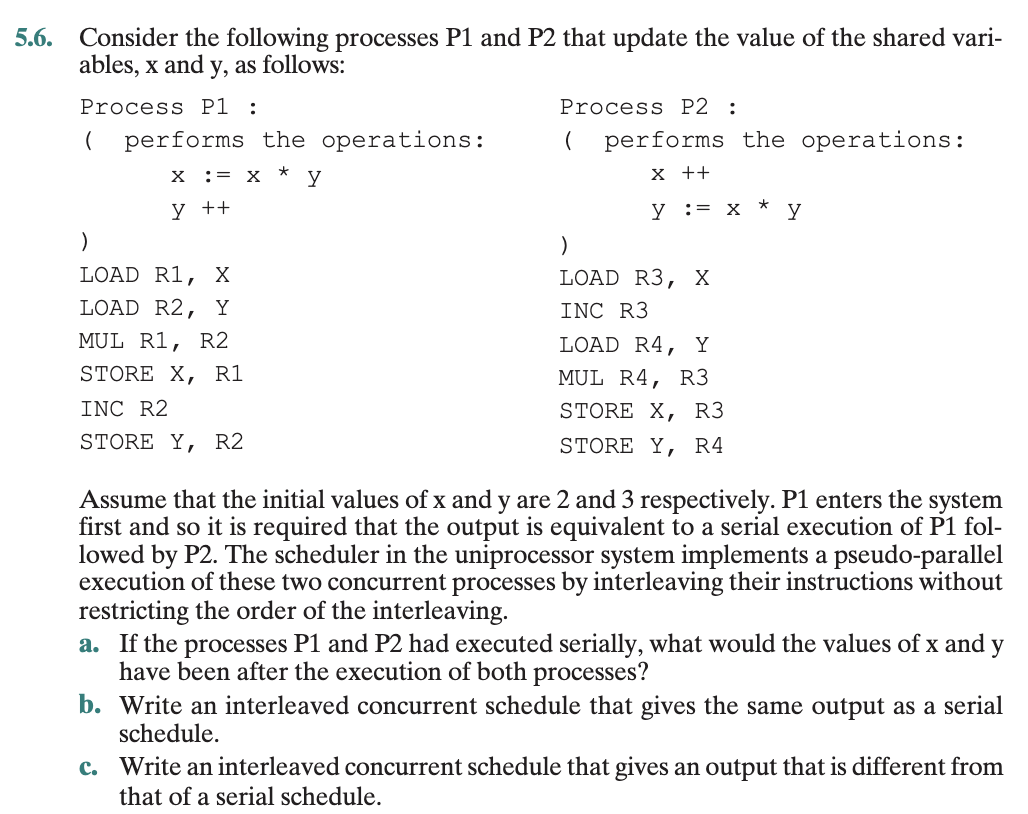 5.6. Consider the following processes P1 and P2 that update the value of the shared vari-
ables, x and y, as follows:
Process P1 :
( performs the operations:
x := x * y
y ++
)
LOAD R1, X
LOAD R2, Y
MUL R1, R2
STORE X, R1
INC R2
STORE Y, R2
Process P2 :
( performs the operations:
x ++
y := x * y
)
LOAD R3, X
INC R3
LOAD R4, Y
MUL R4, R3
STORE X, R3
STORE Y, R4
Assume that the initial values of x and y are 2 and 3 respectively. P1 enters the system
first and so it is required that the output is equivalent to a serial execution of P1 fol-
lowed by P2. The scheduler in the uniprocessor system implements a pseudo-parallel
execution of these two concurrent processes by interleaving their instructions without
restricting the order of the interleaving.
a. If the processes P1 and P2 had executed serially, what would the values of x and y
have been after the execution of both processes?
b. Write an interleaved concurrent schedule that gives the same output as a serial
schedule.
c. Write an interleaved concurrent schedule that gives an output that is different from
that of a serial schedule.